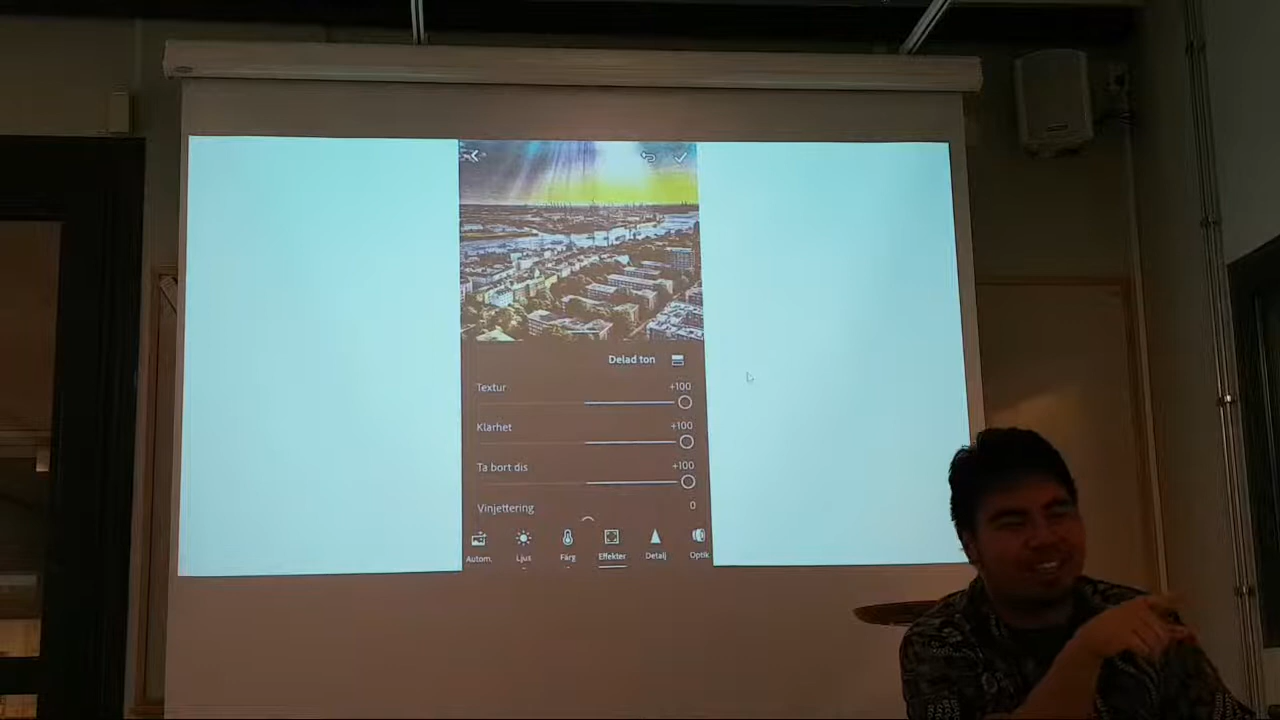 Delad ton
Textur +100
Klarhet +100
Ta bort dis +100
Vinjettering 0
Autom. Ljus Färg Effekter Detalj Optik